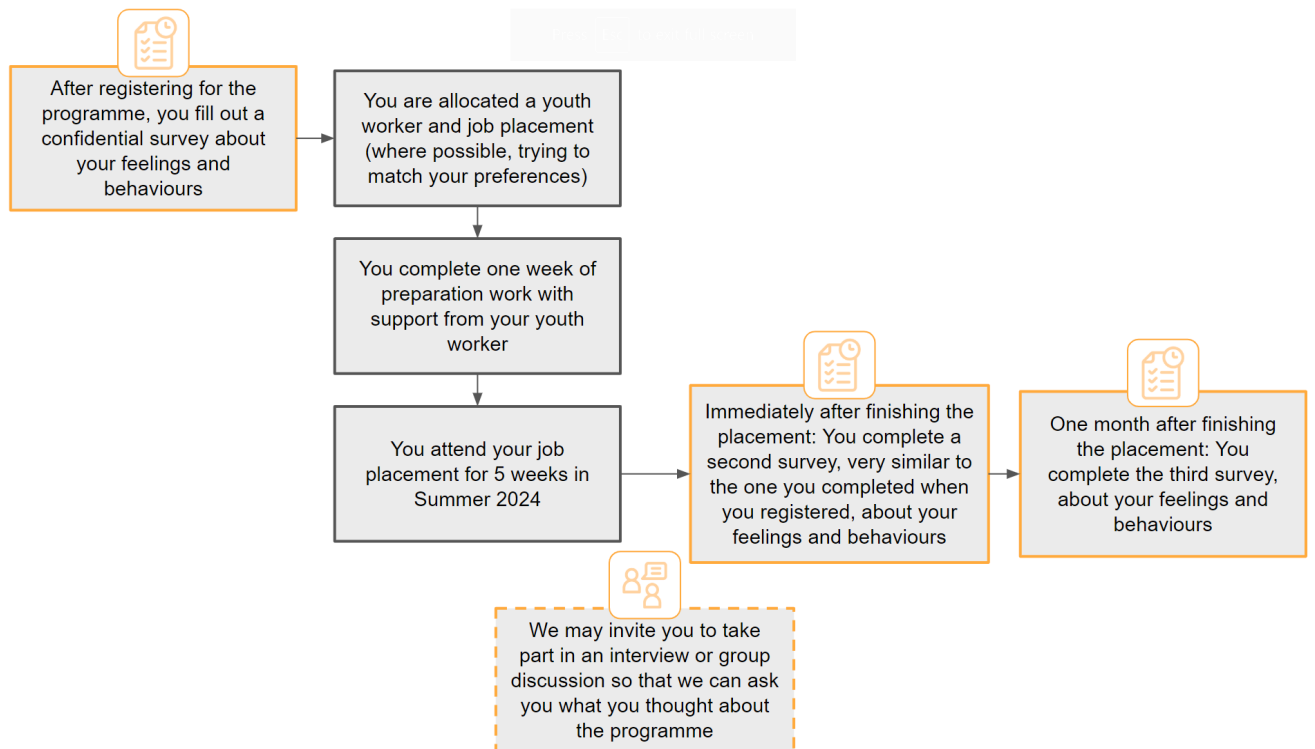 After registering for the
programme, you fill out a
confidential survey about
your feelings and
behaviours
You are allocated a youth
worker and job placement
(where possible, trying to
match your preferences)
You complete one week of
preparation work with
support from your youth
worker
You attend your job
placement for 5 weeks in
Summer 2024
Immediately after finishing the
placement: You complete a
second survey, very similar to
the one you completed when
you registered, about your
feelings and behaviours
One month after finishing
the placement: You
complete the third survey,
about your feelings and
behaviours
We may invite you to take
part in an interview or group
discussion so that we can ask
you what you thought about
the programme